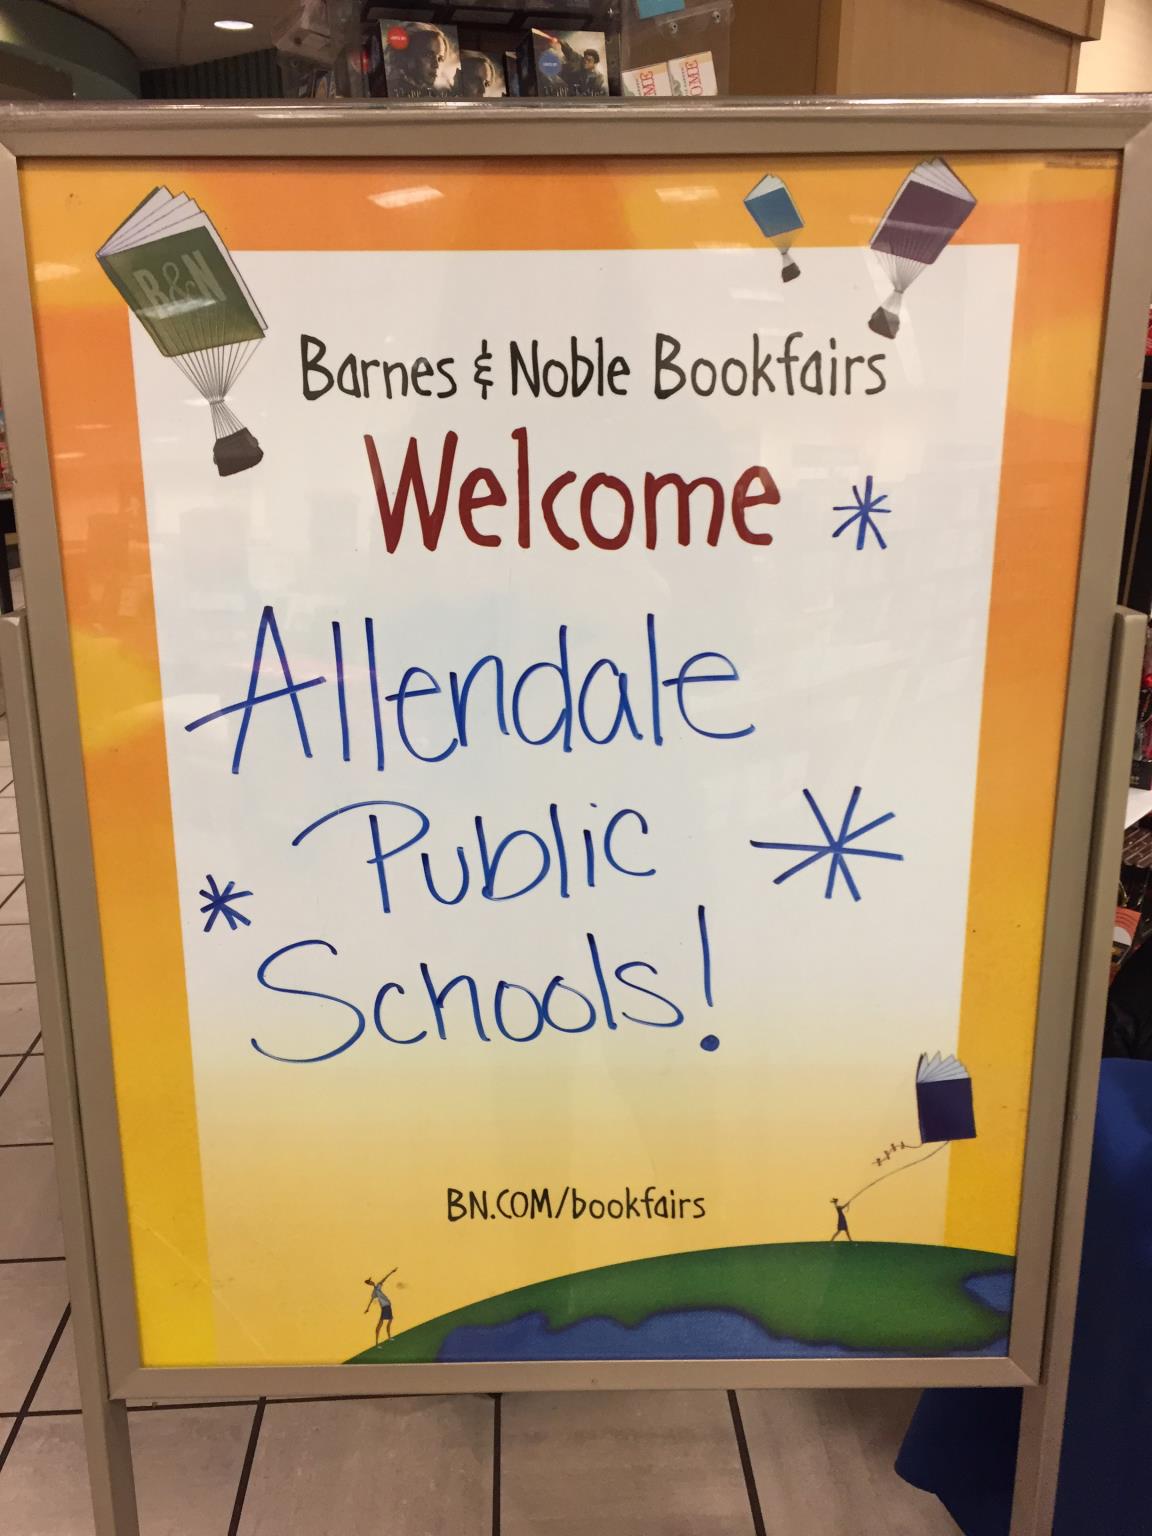 B&N
Barnes & Noble Bookfairs
Welcome
Allendale
Public
Schools!
BN.COM/bookfairs